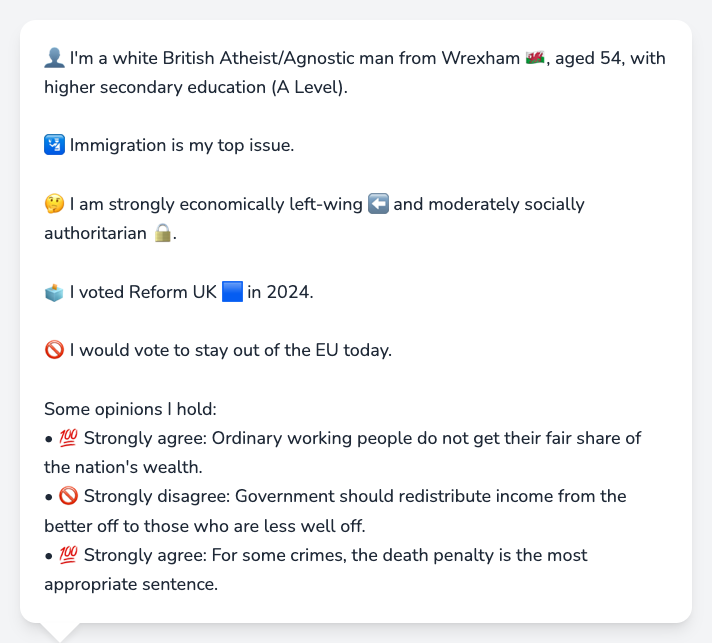 👤 I'm a white British Atheist/Agnostic man from Wrexham 🏴󠁧󠁢󠁷󠁬󠁳󠁿, aged 54, with
higher secondary education (A Level).
🛂 Immigration is my top issue.
🤔 I am strongly economically left-wing ⬅️ and moderately socially
authoritarian 🔒.
🗳️ I voted Reform UK 🟦 in 2024.
🚫 I would vote to stay out of the EU today.
Some opinions I hold:
• 💯 Strongly agree: Ordinary working people do not get their fair share of
the nation's wealth.
• 🚫 Strongly disagree: Government should redistribute income from the
better off to those who are less well off.
• 💯 Strongly agree: For some crimes, the death penalty is the most
appropriate sentence.